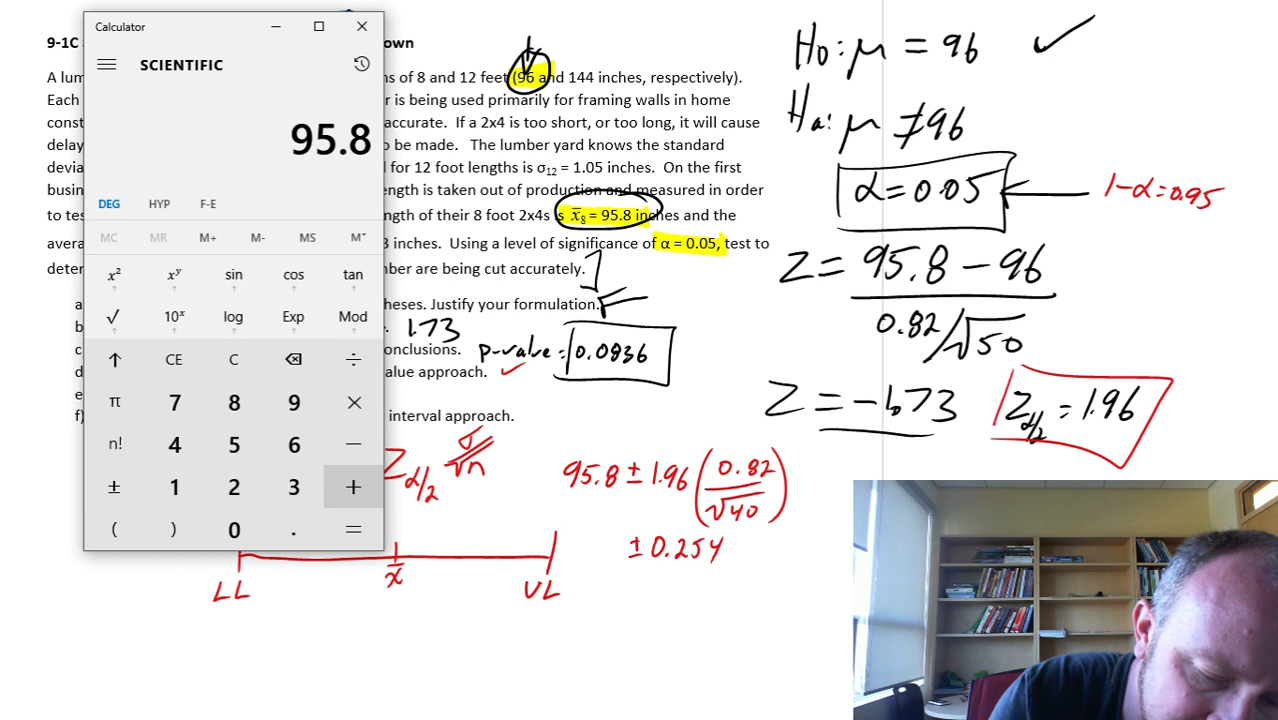 Calculator
SCIENTIFIC
95.8
DEG HYP F-E
MC MR M+ M- MS M˅
x² xʸ sin cos tan
√ 10ˣ log Exp Mod
↑ CE C ⌫ ÷
π 7 8 9 ×
n! 4 5 6 −
± 1 2 3 +
( ) 0 . =
9-1C own
A lum ns of 8 and 12 feet (96 and 144 inches, respectively).
Each r is being used primarily for framing walls in home
const accurate. If a 2x4 is too short, or too long, it will cause
delay o be made. The lumber yard knows the standard
devia for 12 foot lengths is σ12 = 1.05 inches. On the first
busin ength is taken out of production and measured in order
to tes ngth of their 8 foot 2x4s is x̄8 = 95.8 inches and the
avera 3 inches. Using a level of significance of α = 0.05, test to
deter ber are being cut accurately.
a heses. Justify your formulation.
b . 1.73
c onclusions. p-value = 0.0836
d alue approach.
e
f) interval approach.
Z α/2 σ/√n
95.8 ± 1.96 (0.82/√40)
± 0.254
LL x̄ UL
Ho: μ = 96
Ha: μ ≠ 96
α = 0.05 1-α=0.95
Z = 95.8 − 96
0.82/√50
Z = -1.73 Zα/2 = 1.96